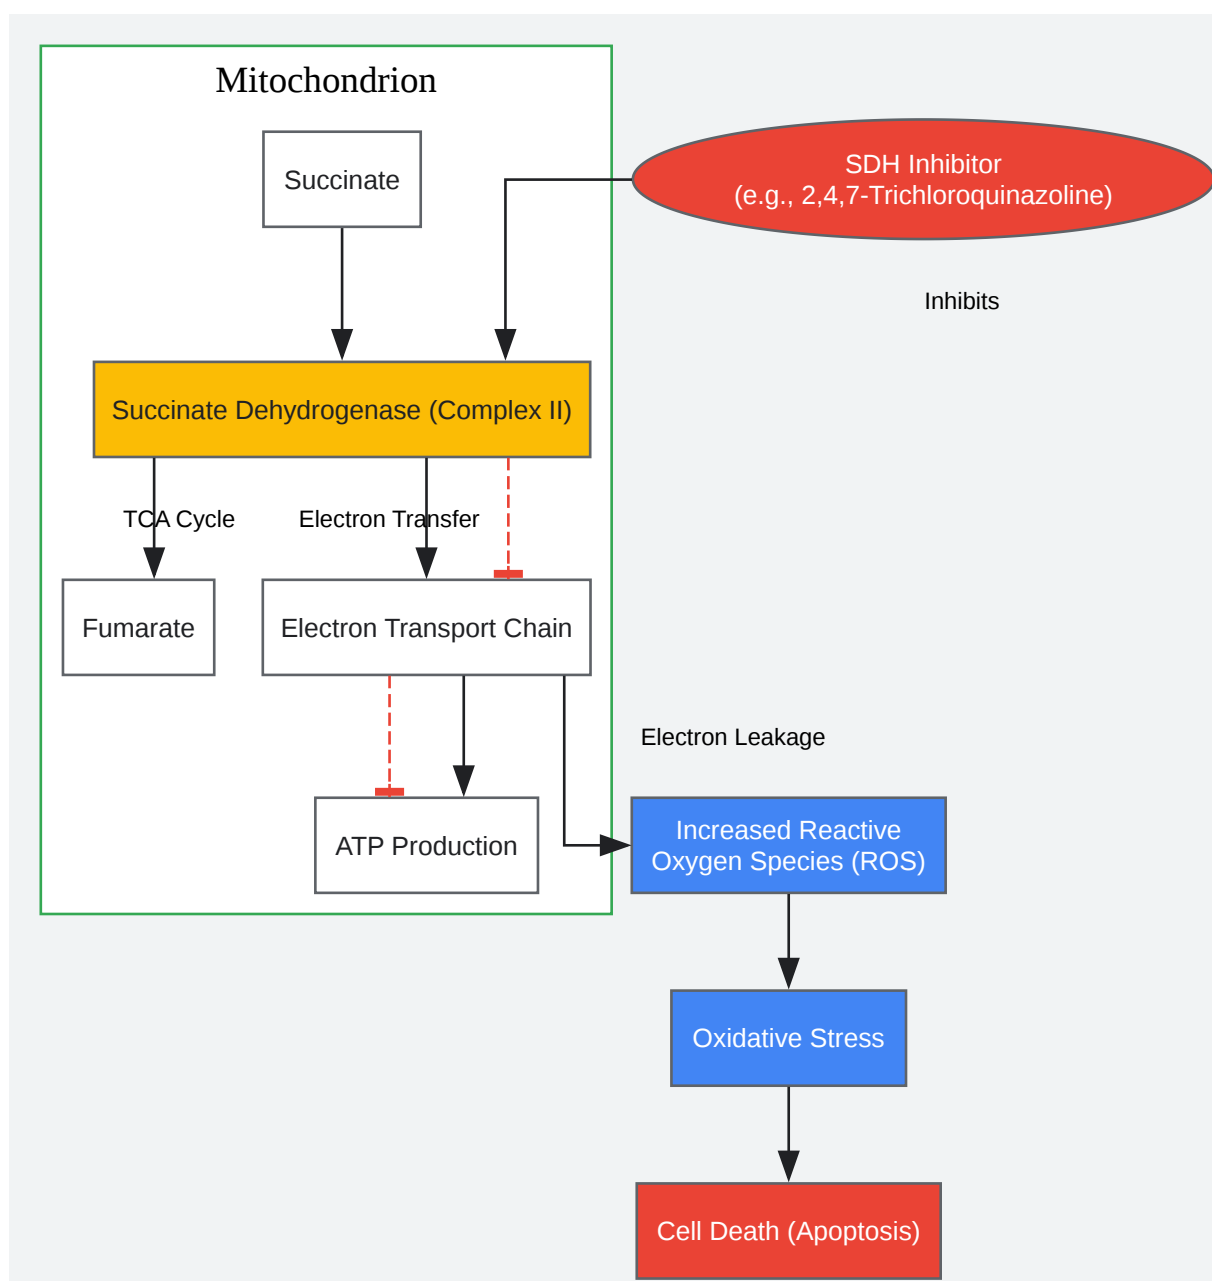 Mitochondrion
Succinate
SDH Inhibitor
(e.g., 2,4,7-Trichloroquinazoline)
Inhibits
Succinate Dehydrogenase (Complex II)
TCA Cycle
Electron Transfer
Fumarate
Electron Transport Chain
Electron Leakage
ATP Production
Increased Reactive
Oxygen Species (ROS)
Oxidative Stress
Cell Death (Apoptosis)